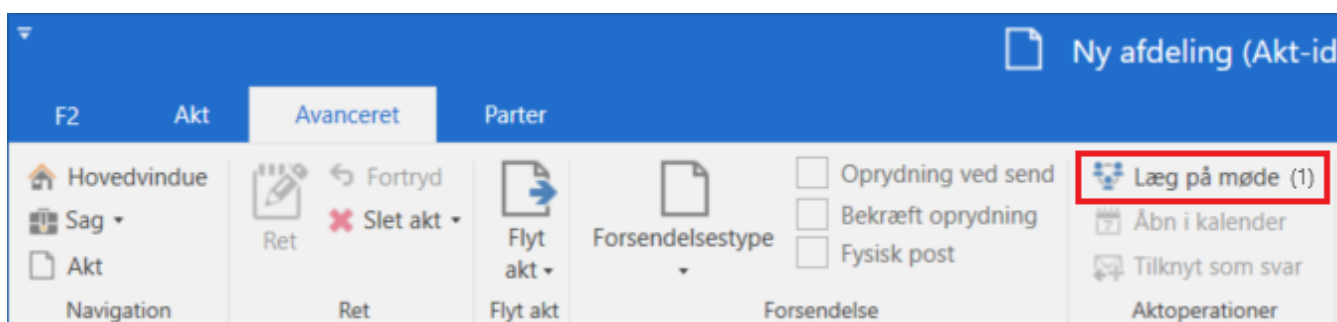 Ny afdeling (Akt-id
F2 Akt Avanceret Parter
Hovedvindue
Sag
Akt
Navigation
Ret
Fortryd
Slet akt
Ret
Flyt
akt
Flyt akt
Forsendelsestype
Oprydning ved send
Bekræft oprydning
Fysisk post
Forsendelse
Læg på møde (1)
Åbn i kalender
Tilknyt som svar
Aktoperationer